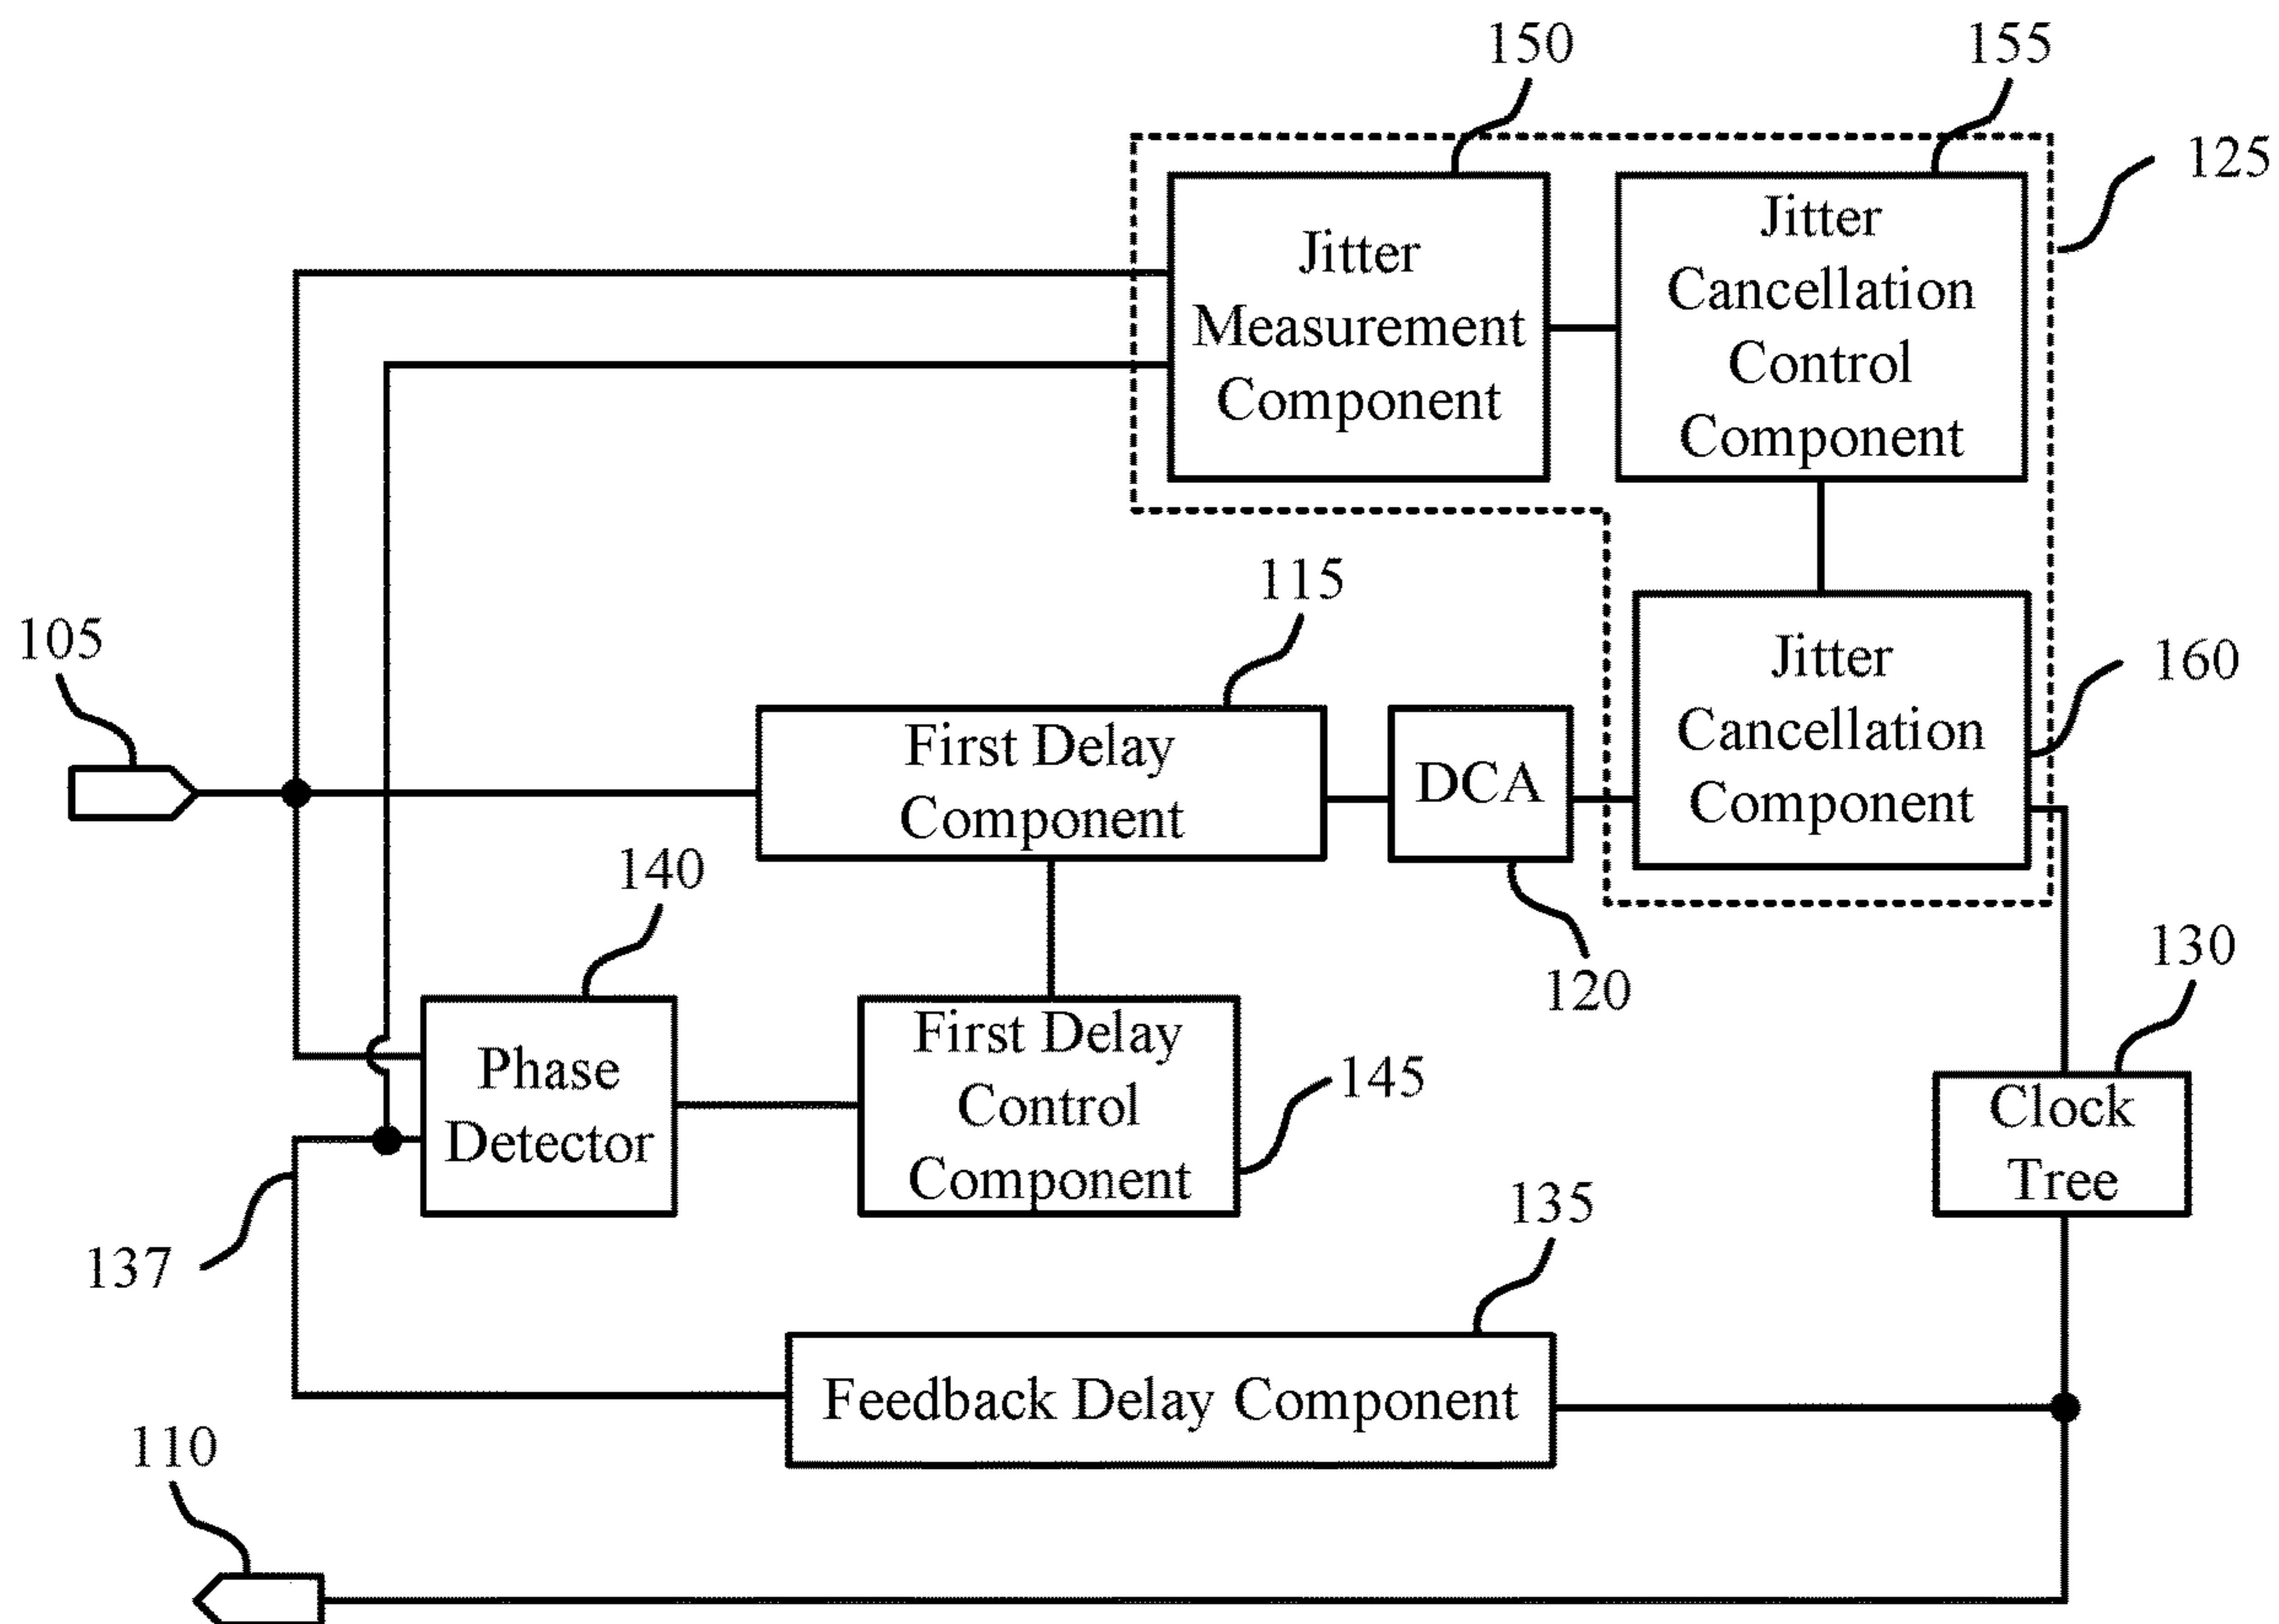 150
155
125
Jitter
Measurement
Component
Jitter
Cancellation
Control
Component
115
105
Jitter
Cancellation
Component
160
First Delay
Component
DCA
140
120
130
Phase
Detector
First Delay
Control
Component
145
Clock
Tree
137
135
Feedback Delay Component
110